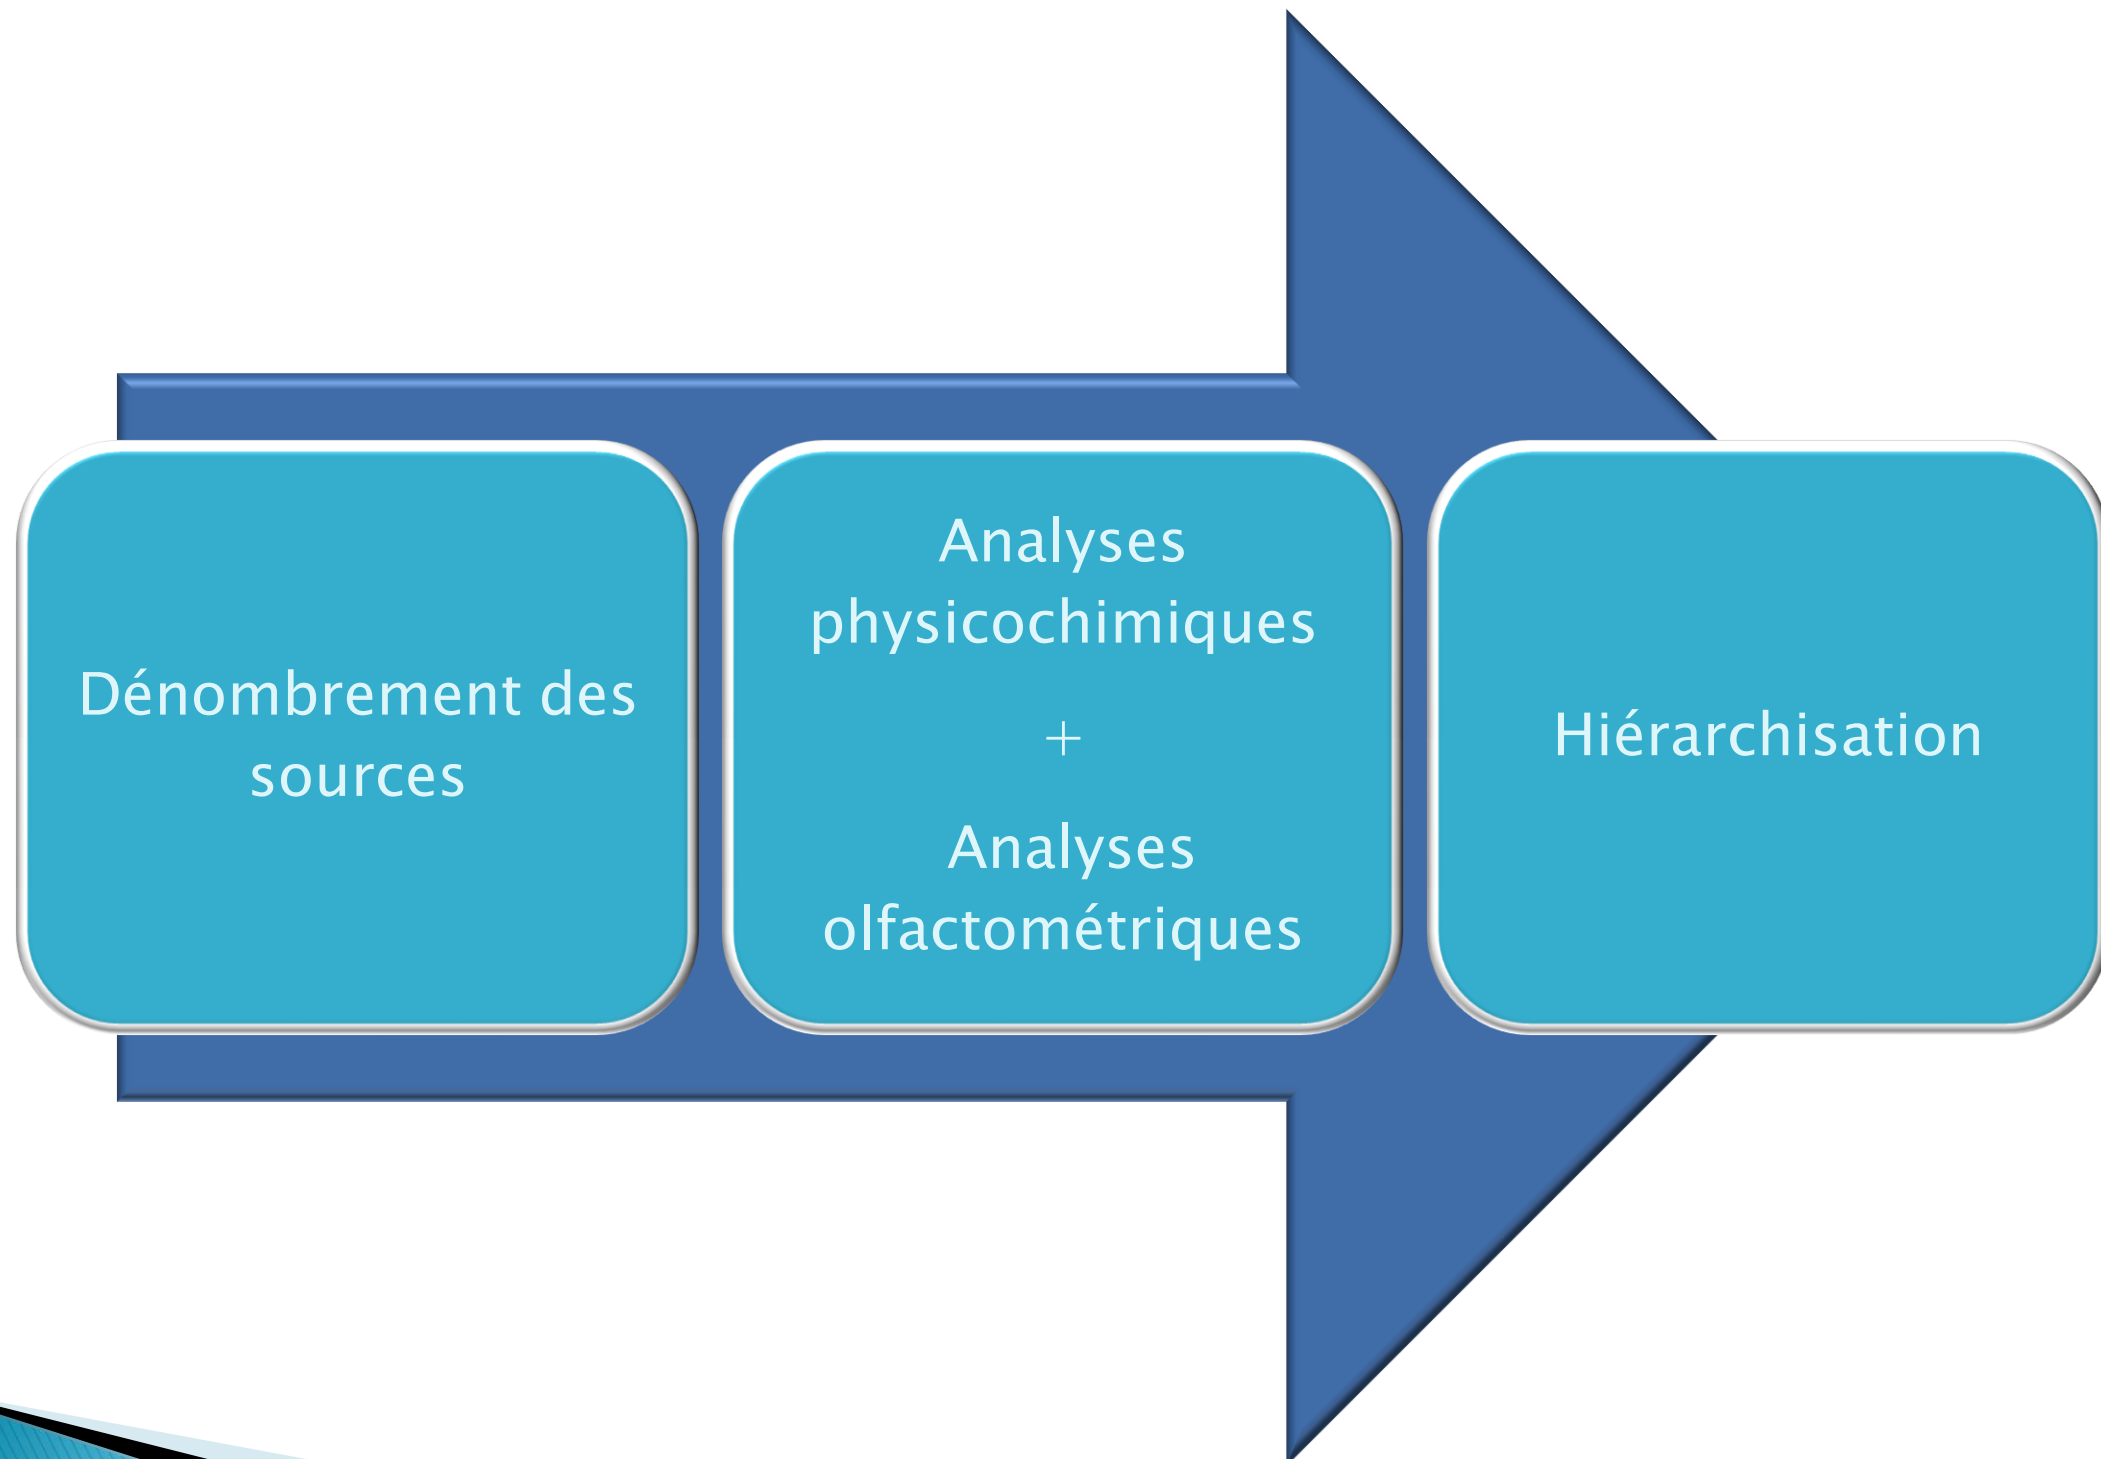 Dénombrement des
sources
Analyses
physicochimiques
+
Analyses
olfactométriques
Hiérarchisation